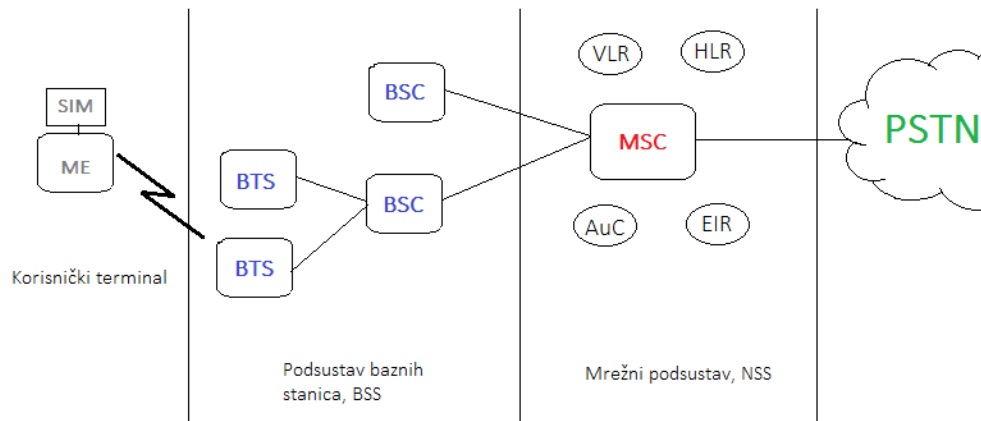 SIM
ME
Korisnički terminal
BTS
BTS
BSC
BSC
Podsustav baznih
stanica, BSS
VLR
HLR
MSC
AuC
EIR
Mrežni podsustav, NSS
PSTN